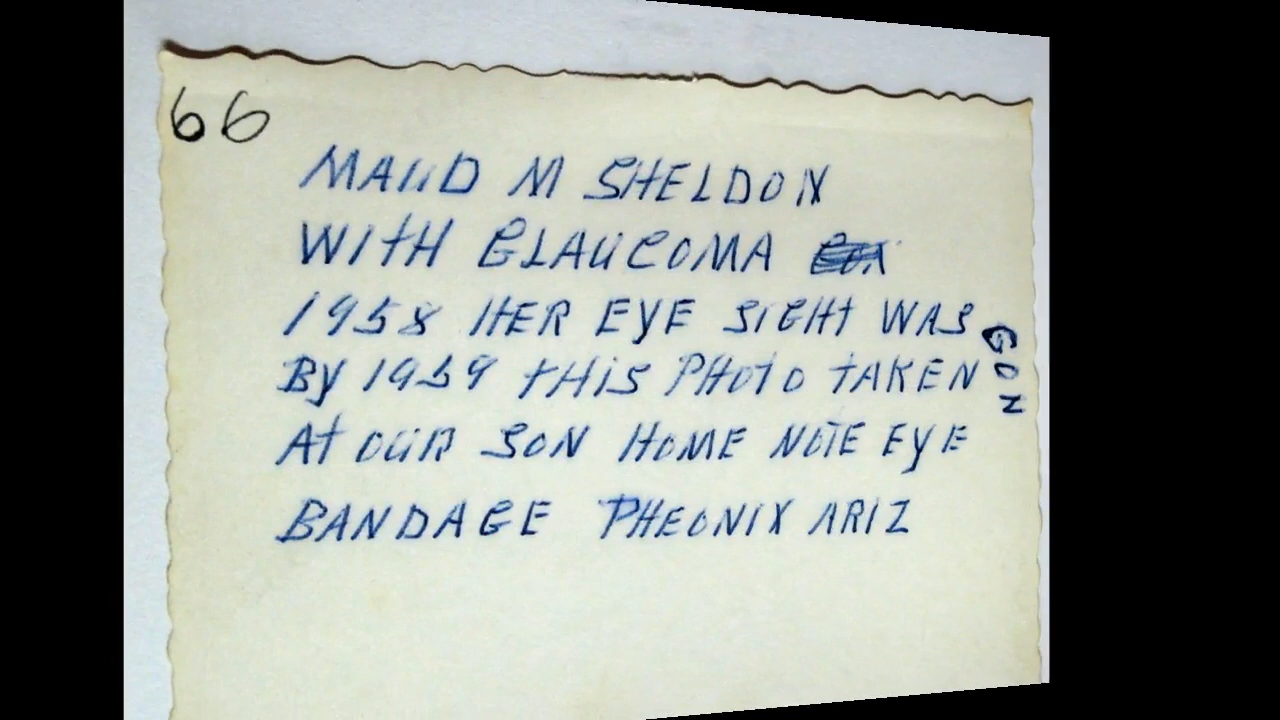 66
MAUD M SHELDON
WITH GLAUCOMA
1958 HER EYE SIGHT WAS GON
BY 1959 THIS PHOTO TAKEN
AT OUR SON HOME NOTE EYE
BANDAGE PHEONIX ARIZ